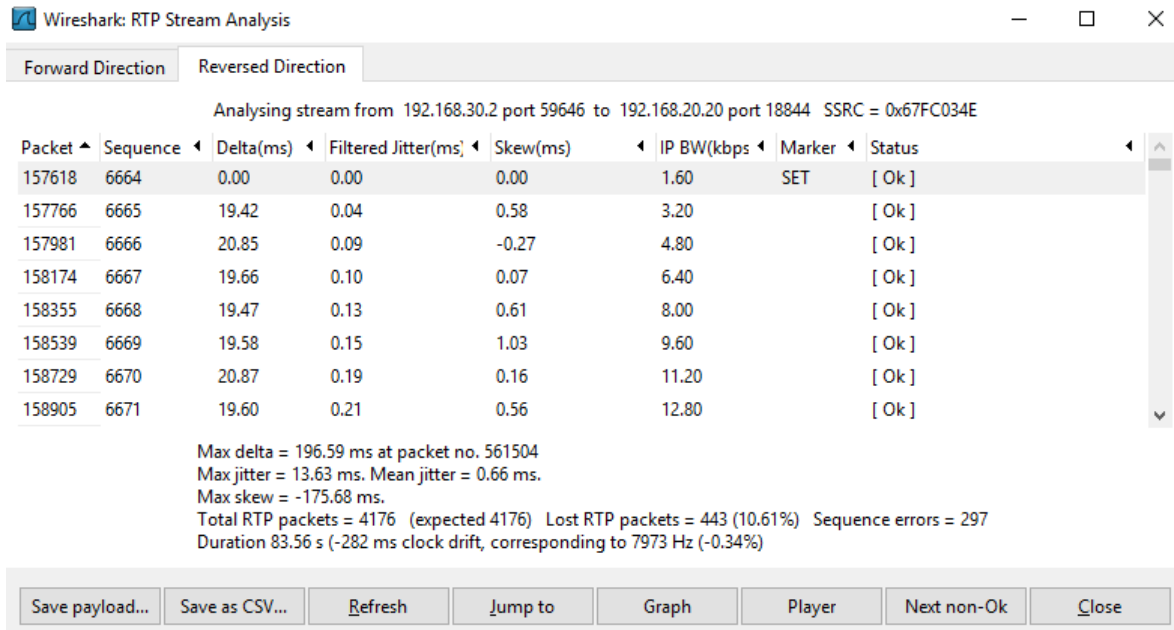 Wireshark: RTP Stream Analysis
Forward Direction Reversed Direction
Analysing stream from 192.168.30.2 port 59646 to 192.168.20.20 port 18844 SSRC = 0x67FC034E
Packet Sequence Delta(ms) Filtered Jitter(ms) Skew(ms) IP BW(kbps Marker Status
157618 6664 0.00 0.00 0.00 1.60 SET [ Ok ]
157766 6665 19.42 0.04 0.58 3.20 [ Ok ]
157981 6666 20.85 0.09 -0.27 4.80 [ Ok ]
158174 6667 19.66 0.10 0.07 6.40 [ Ok ]
158355 6668 19.47 0.13 0.61 8.00 [ Ok ]
158539 6669 19.58 0.15 1.03 9.60 [ Ok ]
158729 6670 20.87 0.19 0.16 11.20 [ Ok ]
158905 6671 19.60 0.21 0.56 12.80 [ Ok ]
Max delta = 196.59 ms at packet no. 561504
Max jitter = 13.63 ms. Mean jitter = 0.66 ms.
Max skew = -175.68 ms.
Total RTP packets = 4176 (expected 4176) Lost RTP packets = 443 (10.61%) Sequence errors = 297
Duration 83.56 s (-282 ms clock drift, corresponding to 7973 Hz (-0.34%)
Save payload... Save as CSV... Refresh Jump to Graph Player Next non-Ok Close